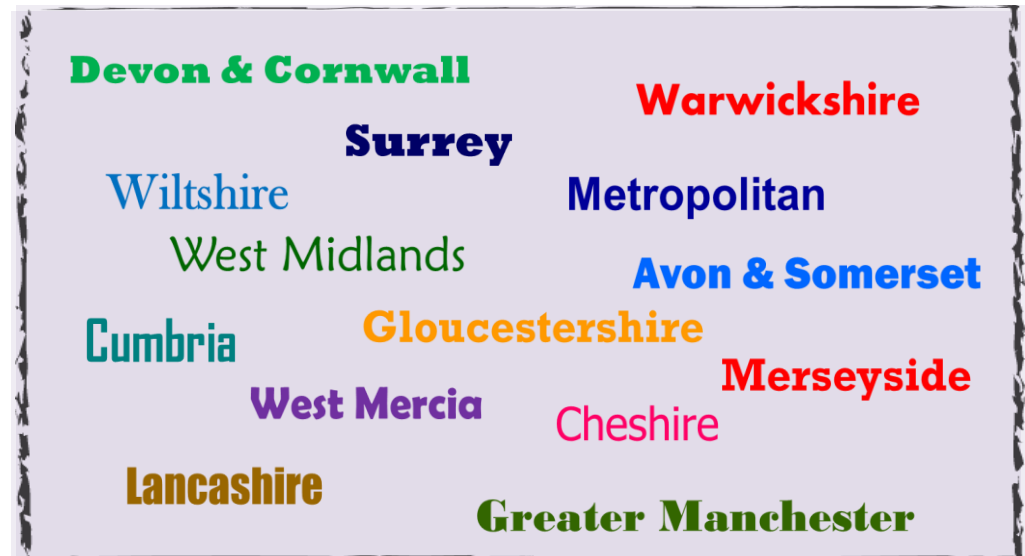 Devon & Cornwall
Warwickshire
Surrey
Wiltshire
Metropolitan
West Midlands
Avon & Somerset
Gloucestershire
Cumbria
Merseyside
West Mercia
Cheshire
Lancashire
Greater Manchester